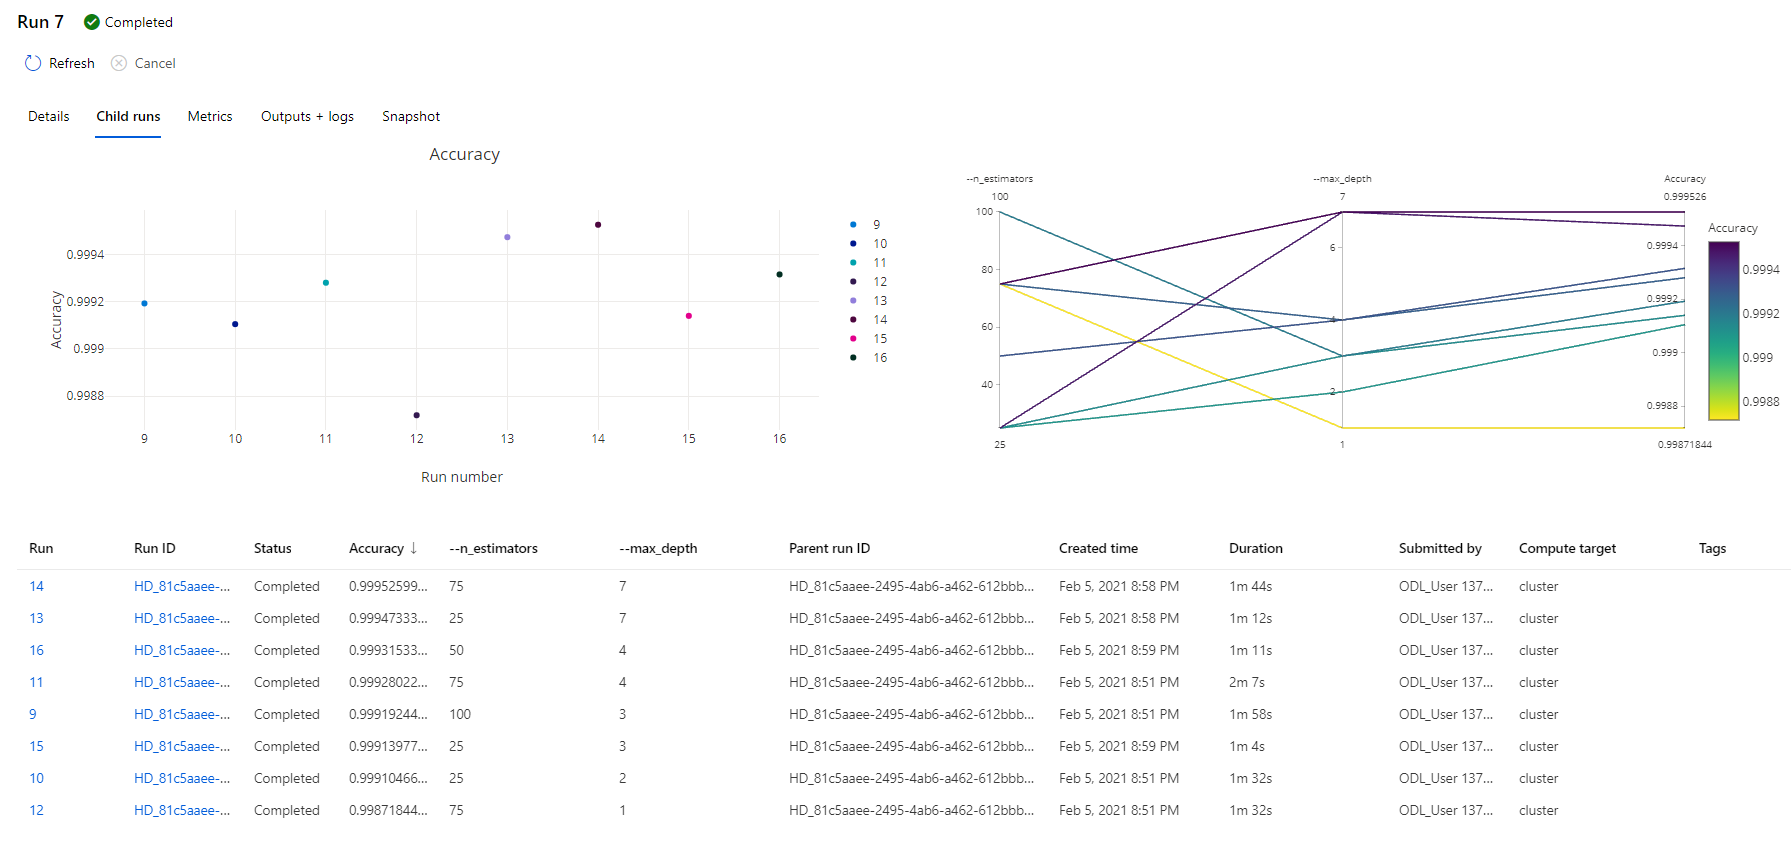 Run 7 Completed
Refresh Cancel
Details Child runs Metrics Outputs + logs Snapshot
Accuracy
Accuracy
0.9994
0.9992
0.999
0.9988
9 10 11 12 13 14 15 16
Run number
9
10
11
12
13
14
15
16
--n_estimators --max_depth Accuracy
100 7 0.999526
100
80
60
40
25
6
4
2
1
0.9994
0.9992
0.999
0.9988
0.99871844
Accuracy
0.9994
0.9992
0.999
0.9988
Run Run ID Status Accuracy ↓ --n_estimators --max_depth Parent run ID Created time Duration Submitted by Compute target Tags
14 HD_81c5aaee-... Completed 0.99952599... 75 7 HD_81c5aaee-2495-4ab6-a462-612bbb... Feb 5, 2021 8:58 PM 1m 44s ODL_User 137... cluster
13 HD_81c5aaee-... Completed 0.99947333... 25 7 HD_81c5aaee-2495-4ab6-a462-612bbb... Feb 5, 2021 8:58 PM 1m 12s ODL_User 137... cluster
16 HD_81c5aaee-... Completed 0.99931533... 50 4 HD_81c5aaee-2495-4ab6-a462-612bbb... Feb 5, 2021 8:59 PM 1m 11s ODL_User 137... cluster
11 HD_81c5aaee-... Completed 0.99928022... 75 4 HD_81c5aaee-2495-4ab6-a462-612bbb... Feb 5, 2021 8:51 PM 2m 7s ODL_User 137... cluster
9 HD_81c5aaee-... Completed 0.99919244... 100 3 HD_81c5aaee-2495-4ab6-a462-612bbb... Feb 5, 2021 8:51 PM 1m 58s ODL_User 137... cluster
15 HD_81c5aaee-... Completed 0.99913977... 25 3 HD_81c5aaee-2495-4ab6-a462-612bbb... Feb 5, 2021 8:59 PM 1m 4s ODL_User 137... cluster
10 HD_81c5aaee-... Completed 0.99910466... 25 2 HD_81c5aaee-2495-4ab6-a462-612bbb... Feb 5, 2021 8:51 PM 1m 32s ODL_User 137... cluster
12 HD_81c5aaee-... Completed 0.99871844... 75 1 HD_81c5aaee-2495-4ab6-a462-612bbb... Feb 5, 2021 8:51 PM 1m 32s ODL_User 137... cluster